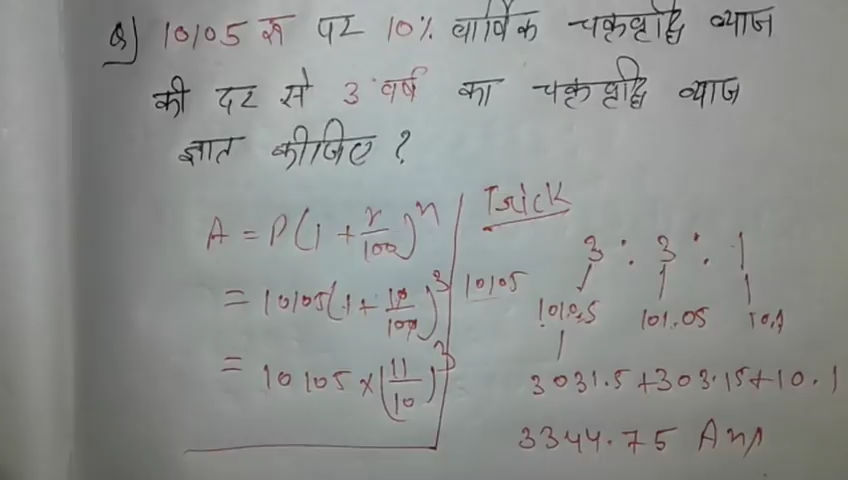 Q) 10105 रू पर 10% वार्षिक चक्रवृद्धि ब्याज
की दर से 3 वर्ष का चक्रवृद्धि ब्याज
ज्ञात कीजिए ?
A = P(1 + r/100)^n
= 10105(1 + 10/100)^3
= 10105 × (11/10)^3
Trick
3 : 3 : 1
10105
1010.5 101.05 10.1
3031.5 + 303.15 + 10.1
3344.75 Ans